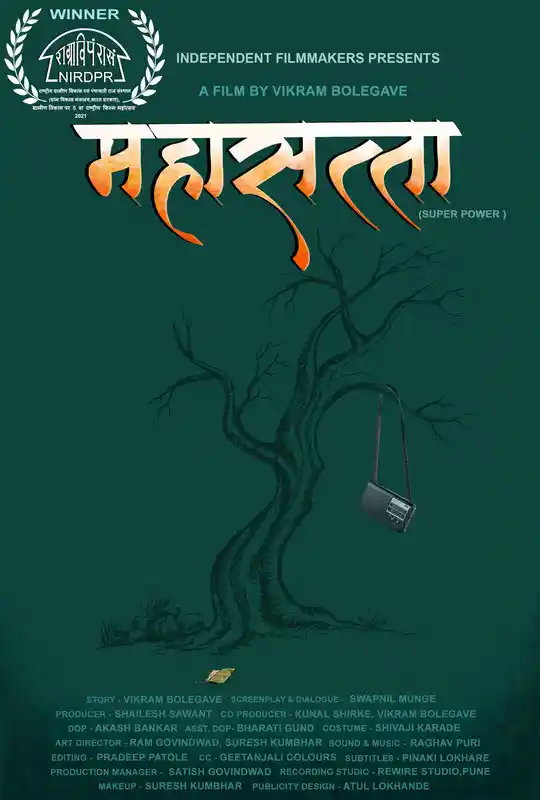 WINNER
राग्राविपंरासं
NIRDPR
राष्ट्रीय ग्रामीण विकास एवं पंचायती राज संस्थान
(ग्राम विकास मंत्रालय,भारत सरकार),
ग्रामीण विकास पर 5 वा राष्ट्रीय फिल्म महोत्सव
2021
INDEPENDENT FILMMAKERS PRESENTS
A FILM BY VIKRAM BOLEGAVE
महासत्ता
(SUPER POWER )
STORY - VIKRAM BOLEGAVE SCREENPLAY & DIALOGUE - SWAPNIL MUNGE
PRODUCER - SHAILESH SAWANT CO PRODUCER - KUNAL SHIRKE, VIKRAM BOLEGAVE
DOP - AKASH BANKAR ASST. DOP- BHARATI GUND COSTUME - SHIVAJI KARADE
ART DIRECTOR - RAM GOVINDWAD, SURESH KUMBHAR SOUND & MUSIC - RAGHAV PURI
EDITING - PRADEEP PATOLE CC - GEETANJALI COLOURS SUBTITLES - PINAKI LOKHARE
PRODUCTION MANAGER - SATISH GOVINDWAD RECORDING STUDIO - REWIRE STUDIO,PUNE
MAKEUP - SURESH KUMBHAR PUBLICITY DESIGN - ATUL LOKHANDE